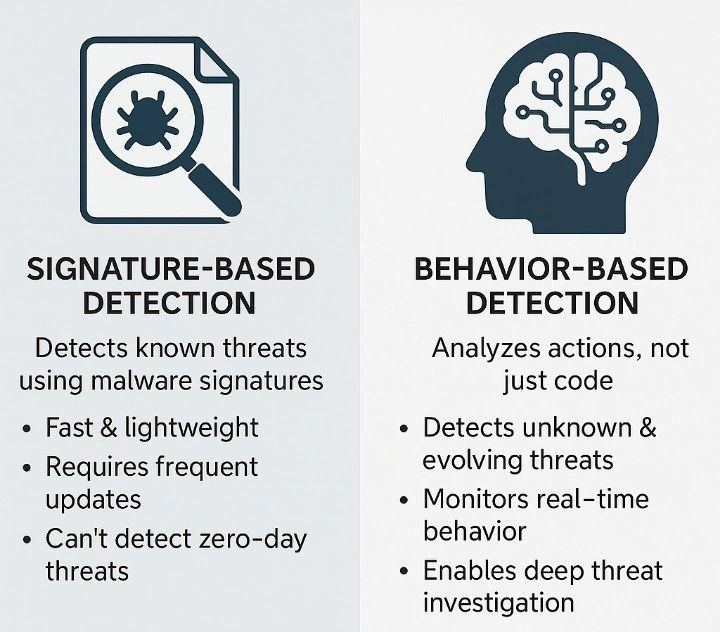 SIGNATURE-BASED
DETECTION
Detects known threats
using malware signatures
• Fast & lightweight
• Requires frequent
updates
• Can't detect zero-day
threats
BEHAVIOR-BASED
DETECTION
Analyzes actions, not
just code
• Detects unknown &
evolving threats
• Monitors real-time
behavior
• Enables deep threat
investigation